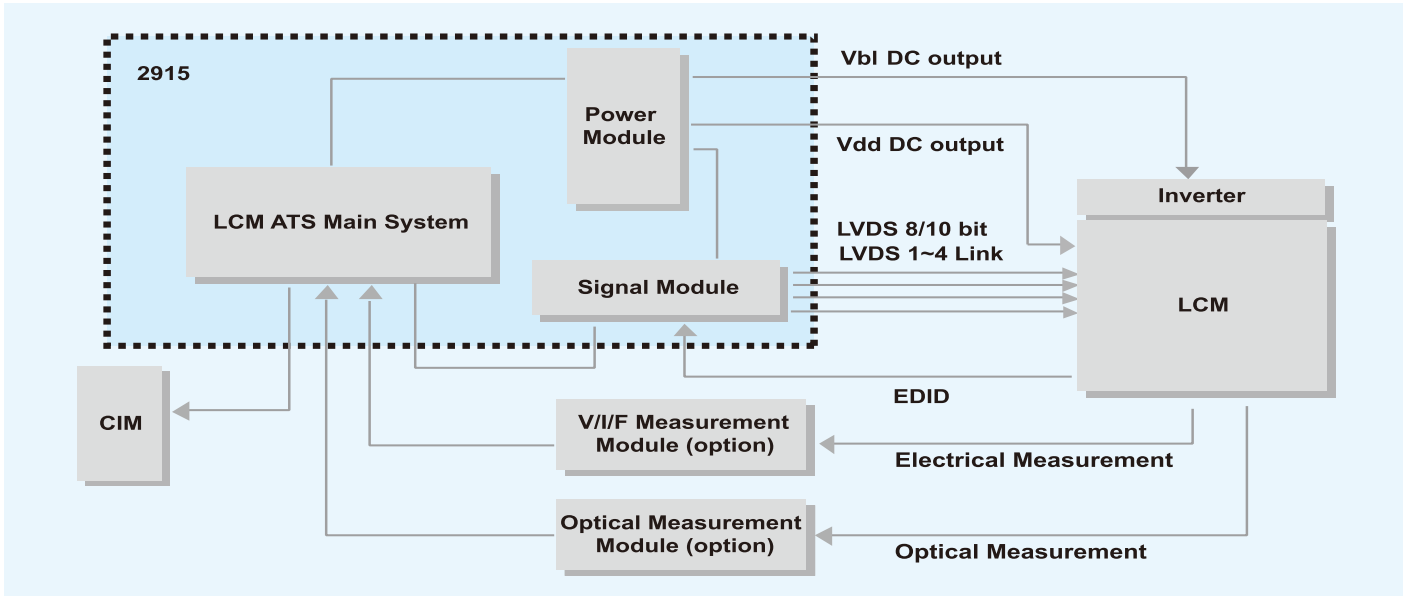 2915
Vbl DC output
Power
Module
Vdd DC output
Inverter
LCM ATS Main System
LVDS 8/10 bit
LVDS 1~4 Link
Signal Module
LCM
EDID
CIM
V/I/F Measurement
Module (option)
Electrical Measurement
Optical Measurement
Module (option)
Optical Measurement